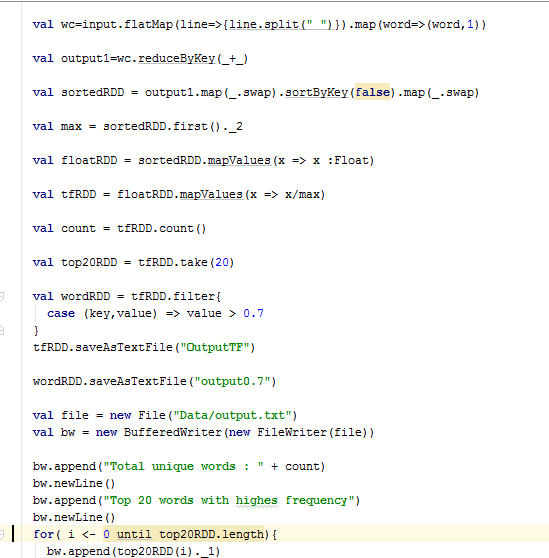 val wc=input.flatMap(line=>{line.split(" ")}).map(word=>(word,1))
val output1=wc.reduceByKey(_+_)
val sortedRDD = output1.map(_.swap).sortByKey(false).map(_.swap)
val max = sortedRDD.first()._2
val floatRDD = sortedRDD.mapValues(x => x :Float)
val tfRDD = floatRDD.mapValues(x => x/max)
val count = tfRDD.count()
val top20RDD = tfRDD.take(20)
val wordRDD = tfRDD.filter{
case (key,value) => value > 0.7
}
tfRDD.saveAsTextFile("OutputTF")
wordRDD.saveAsTextFile("output0.7")
val file = new File("Data/output.txt")
val bw = new BufferedWriter(new FileWriter(file))
bw.append("Total unique words : " + count)
bw.newLine()
bw.append("Top 20 words with highes frequency")
bw.newLine()
for( i <- 0 until top20RDD.length){
bw.append(top20RDD(i)._1)